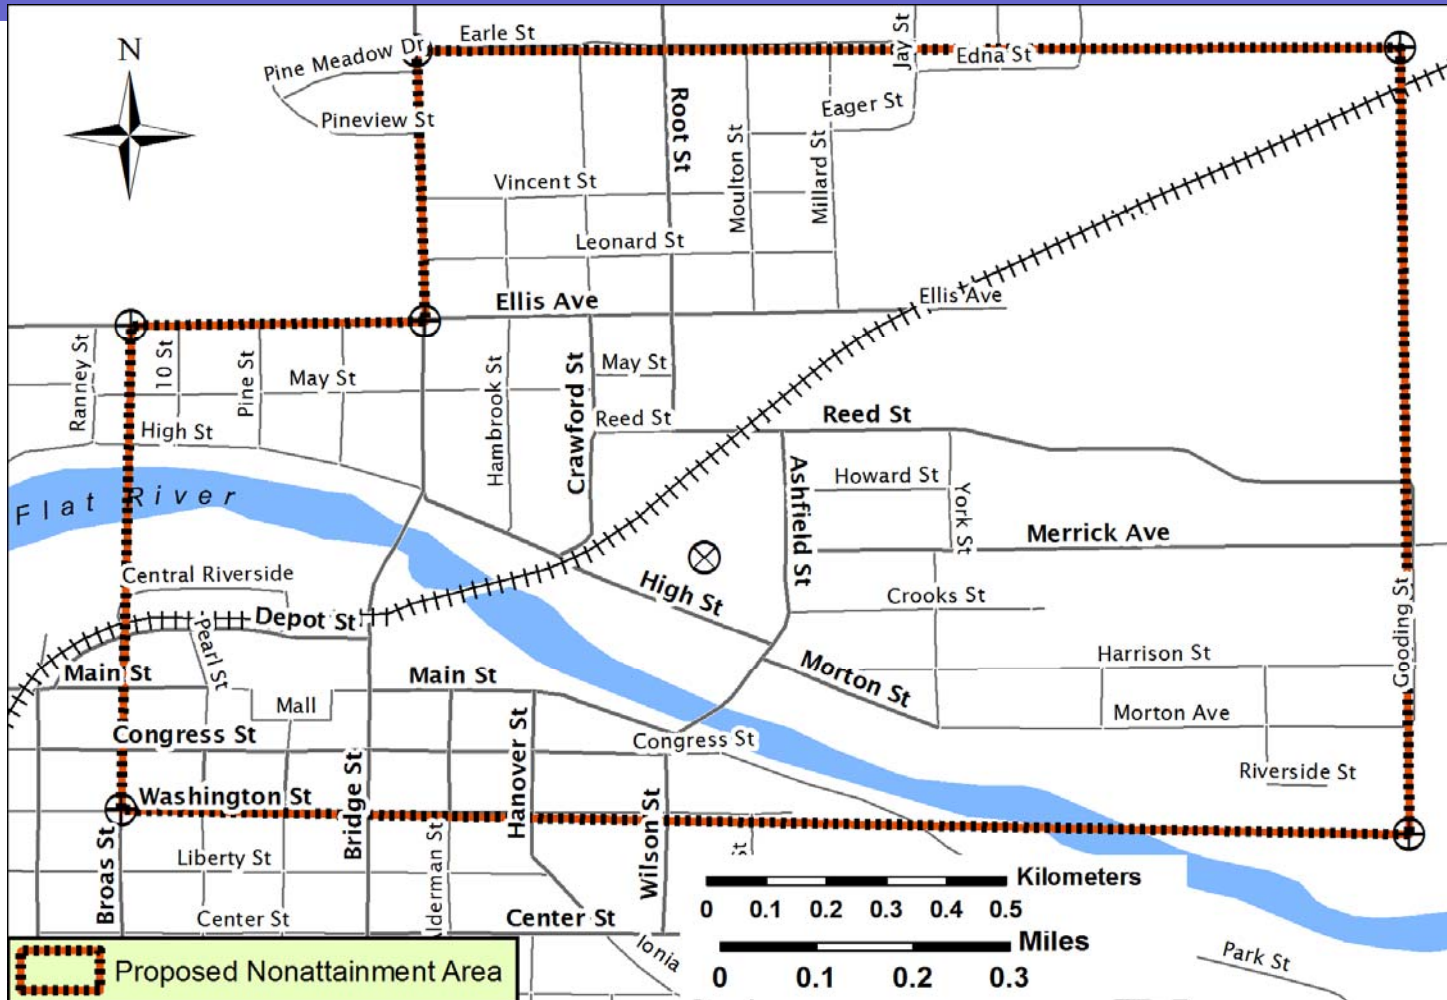 N
Earle St
Jay St
Edna St
Pine Meadow Dr
Pineview St
Root St
Eager St
Moulton St
Millard St
Vincent St
Leonard St
Ellis Ave
Ellis Ave
Ranney St
10 St
Pine St
May St
Hambrook St
Crawford St
May St
Reed St
Reed St
High St
Howard St
York St
Ashfield St
Flat River
Merrick Ave
Central Riverside
High St
Crooks St
Gooding St
Depot St
Pearl St
Main St
Main St
Harrison St
Morton St
Mall
Morton Ave
Congress St
Congress St
Hanover St
Bridge St
Riverside St
Washington St
Wilson St
Broas St
Liberty St
Alderman St
St
Center St
Center St
Ionia
Kilometers
0 0.1 0.2 0.3 0.4 0.5
Miles
0 0.1 0.2 0.3
Park St
Proposed Nonattainment Area